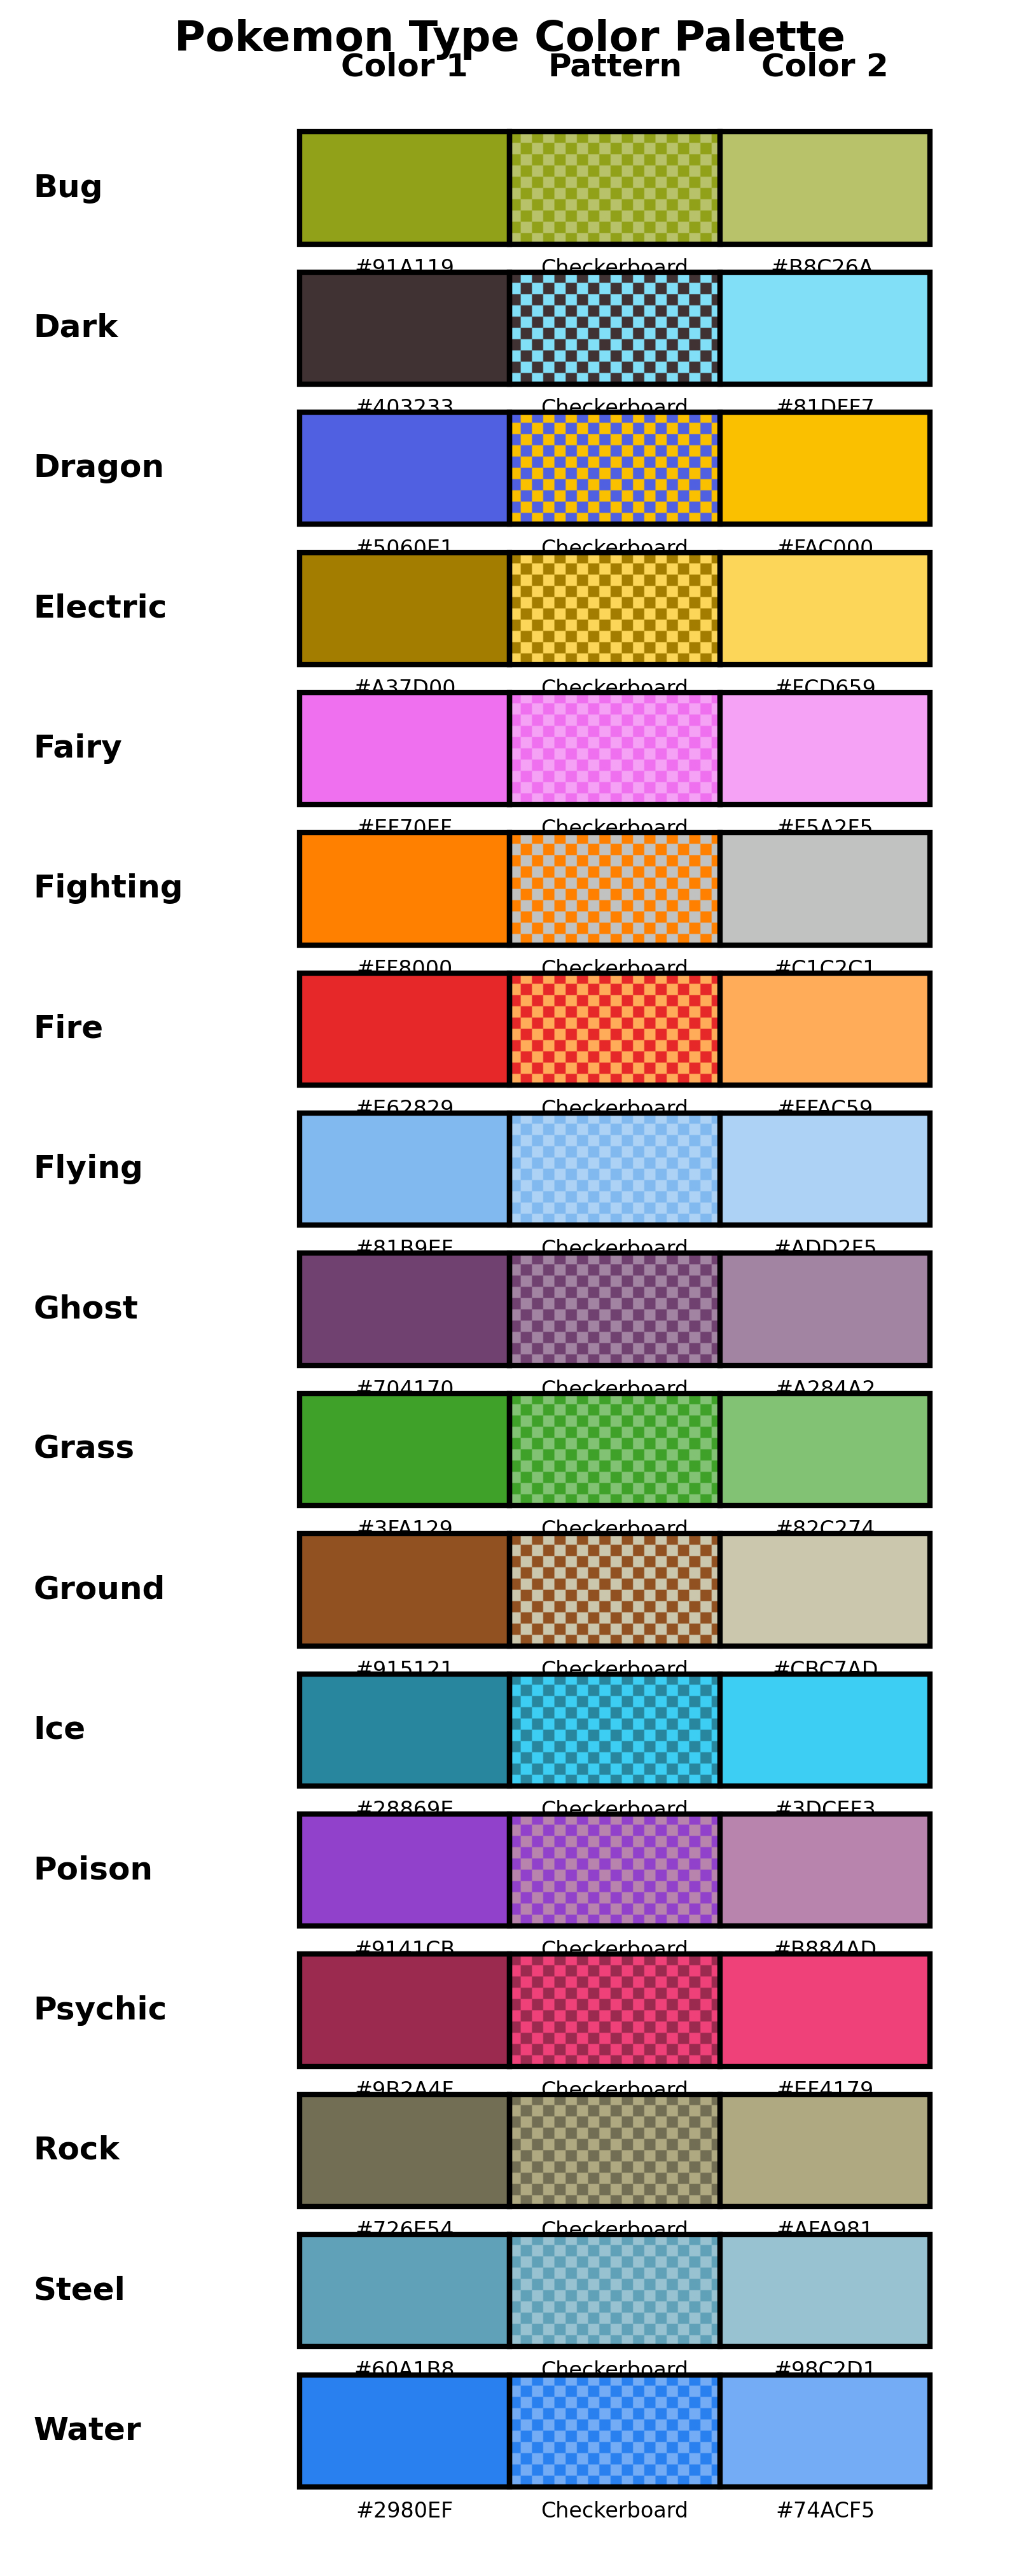 Pokemon Type Color Palette
Color 1 Pattern Color 2
Bug
#91A119 Checkerboard #B8C26A
Dark
#403233 Checkerboard #81DFF7
Dragon
#5060E1 Checkerboard #FAC000
Electric
#A37D00 Checkerboard #FCD659
Fairy
#EF70EF Checkerboard #F5A2F5
Fighting
#FF8000 Checkerboard #C1C2C1
Fire
#E62829 Checkerboard #FFAC59
Flying
#81B9EF Checkerboard #ADD2F5
Ghost
#704170 Checkerboard #A284A2
Grass
#3FA129 Checkerboard #82C274
Ground
#915121 Checkerboard #CBC7AD
Ice
#28869E Checkerboard #3DCEF3
Poison
#9141CB Checkerboard #B884AD
Psychic
Checkerboard #EF4179
Rock
#726E54 Checkerboard #AFA981
Steel
#60A1B8 Checkerboard #98C2D1
Water
#2980EF Checkerboard #74ACF5